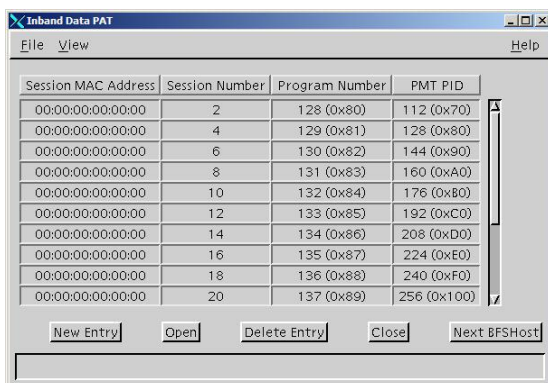 Inband Data PAT
File View Help
Session MAC Address Session Number Program Number PMT PID
00:00:00:00:00:00 2 128 (0x80) 112 (0x70)
00:00:00:00:00:00 4 129 (0x81) 128 (0x80)
00:00:00:00:00:00 6 130 (0x82) 144 (0x90)
00:00:00:00:00:00 8 131 (0x83) 160 (0xA0)
00:00:00:00:00:00 10 132 (0x84) 176 (0xB0)
00:00:00:00:00:00 12 133 (0x85) 192 (0xC0)
00:00:00:00:00:00 14 134 (0x86) 208 (0xD0)
00:00:00:00:00:00 16 135 (0x87) 224 (0xE0)
00:00:00:00:00:00 18 136 (0x88) 240 (0xF0)
00:00:00:00:00:00 20 137 (0x89) 256 (0x100)
New Entry Open Delete Entry Close Next BFSHost